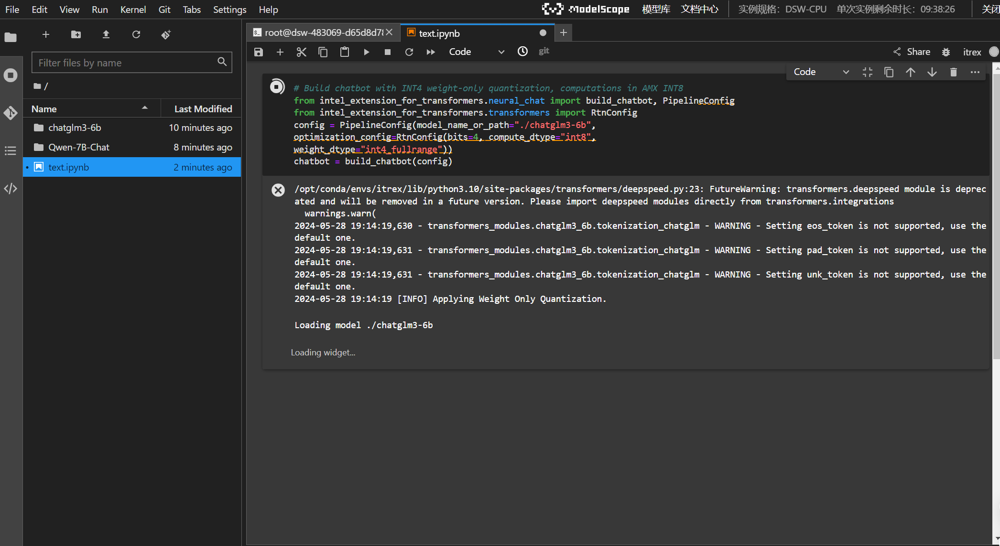 File Edit View Run Kernel Git Tabs Settings Help
ModelScope 模型库 文档中心 实例规格： DSW-CPU 单次实例剩余时长： 09:38:26 关闭
root@dsw-483069-d65d8d78
text.ipynb
Code
git
Share
itrex
Filter files by name
/
Name Last Modified
chatglm3-6b 10 minutes ago
Qwen-7B-Chat 8 minutes ago
text.ipynb 2 minutes ago
Code
# Build chatbot with INT4 weight-only quantization, computations in AMX INT8
from intel_extension_for_transformers.neural_chat import build_chatbot, PipelineConfig
from intel_extension_for_transformers.transformers import RtnConfig
config = PipelineConfig(model_name_or_path="./chatglm3-6b",
optimization_config=RtnConfig(bits=4, compute_dtype="int8",
weight_dtype="int4_fullrange"))
chatbot = build_chatbot(config)
/opt/conda/envs/itrex/lib/python3.10/site-packages/transformers/deepspeed.py:23: FutureWarning: transformers.deepspeed module is deprec
ated and will be removed in a future version. Please import deepspeed modules directly from transformers.integrations
warnings.warn(
2024-05-28 19:14:19,630 - transformers_modules.chatglm3_6b.tokenization_chatglm - WARNING - Setting eos_token is not supported, use the
default one.
2024-05-28 19:14:19,631 - transformers_modules.chatglm3_6b.tokenization_chatglm - WARNING - Setting pad_token is not supported, use the
default one.
2024-05-28 19:14:19,631 - transformers_modules.chatglm3_6b.tokenization_chatglm - WARNING - Setting unk_token is not supported, use the
default one.
2024-05-28 19:14:19 [INFO] Applying Weight Only Quantization.
Loading model ./chatglm3-6b
Loading widget...